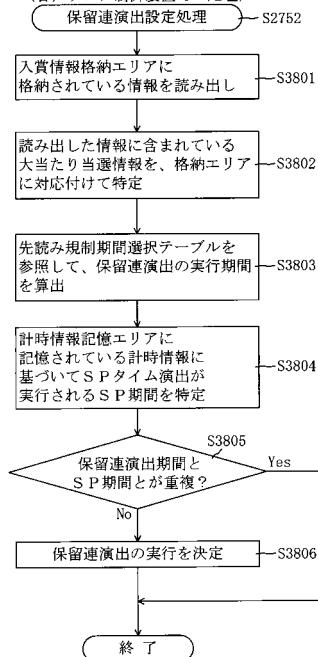 保留連演出設定処理
S2752
入賞情報格納エリアに
格納されている情報を読み出し
S3801
読み出した情報に含まれている
大当たり当選情報を、格納エリア
に対応付けて特定
S3802
先読み規制期間選択テーブルを
参照して、保留連演出の実行期間
を算出
S3803
計時情報記憶エリアに
記憶されている計時情報に
基づいてSPタイム演出が
実行されるSP期間を特定
S3804
S3805
保留連演出期間と
SP期間とが重複?
Yes
No
保留連演出の実行を決定
S3806
終了